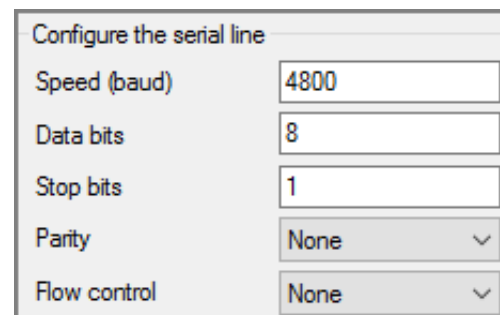 Configure the serial line
Speed (baud) 4800
Data bits 8
Stop bits 1
Parity None
Flow control None